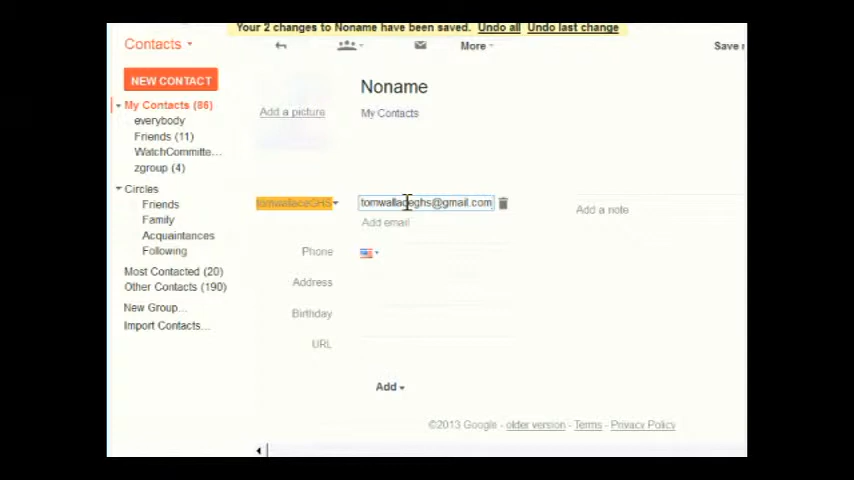 Your 2 changes to Noname have been saved. Undo all Undo last change
Contacts
More
Save
NEW CONTACT
Noname
Add a picture
My Contacts
My Contacts (86)
everybody
Friends (11)
WatchCommitte...
zgroup (4)
Circles
Friends
Family
Acquaintances
Following
Most Contacted (20)
Other Contacts (190)
New Group...
Import Contacts...
tomwallaceGHS
tomwallaceghs@gmail.com
Add a note
Add email
Phone
Address
Birthday
URL
Add
©2013 Google - older version - Terms - Privacy Policy